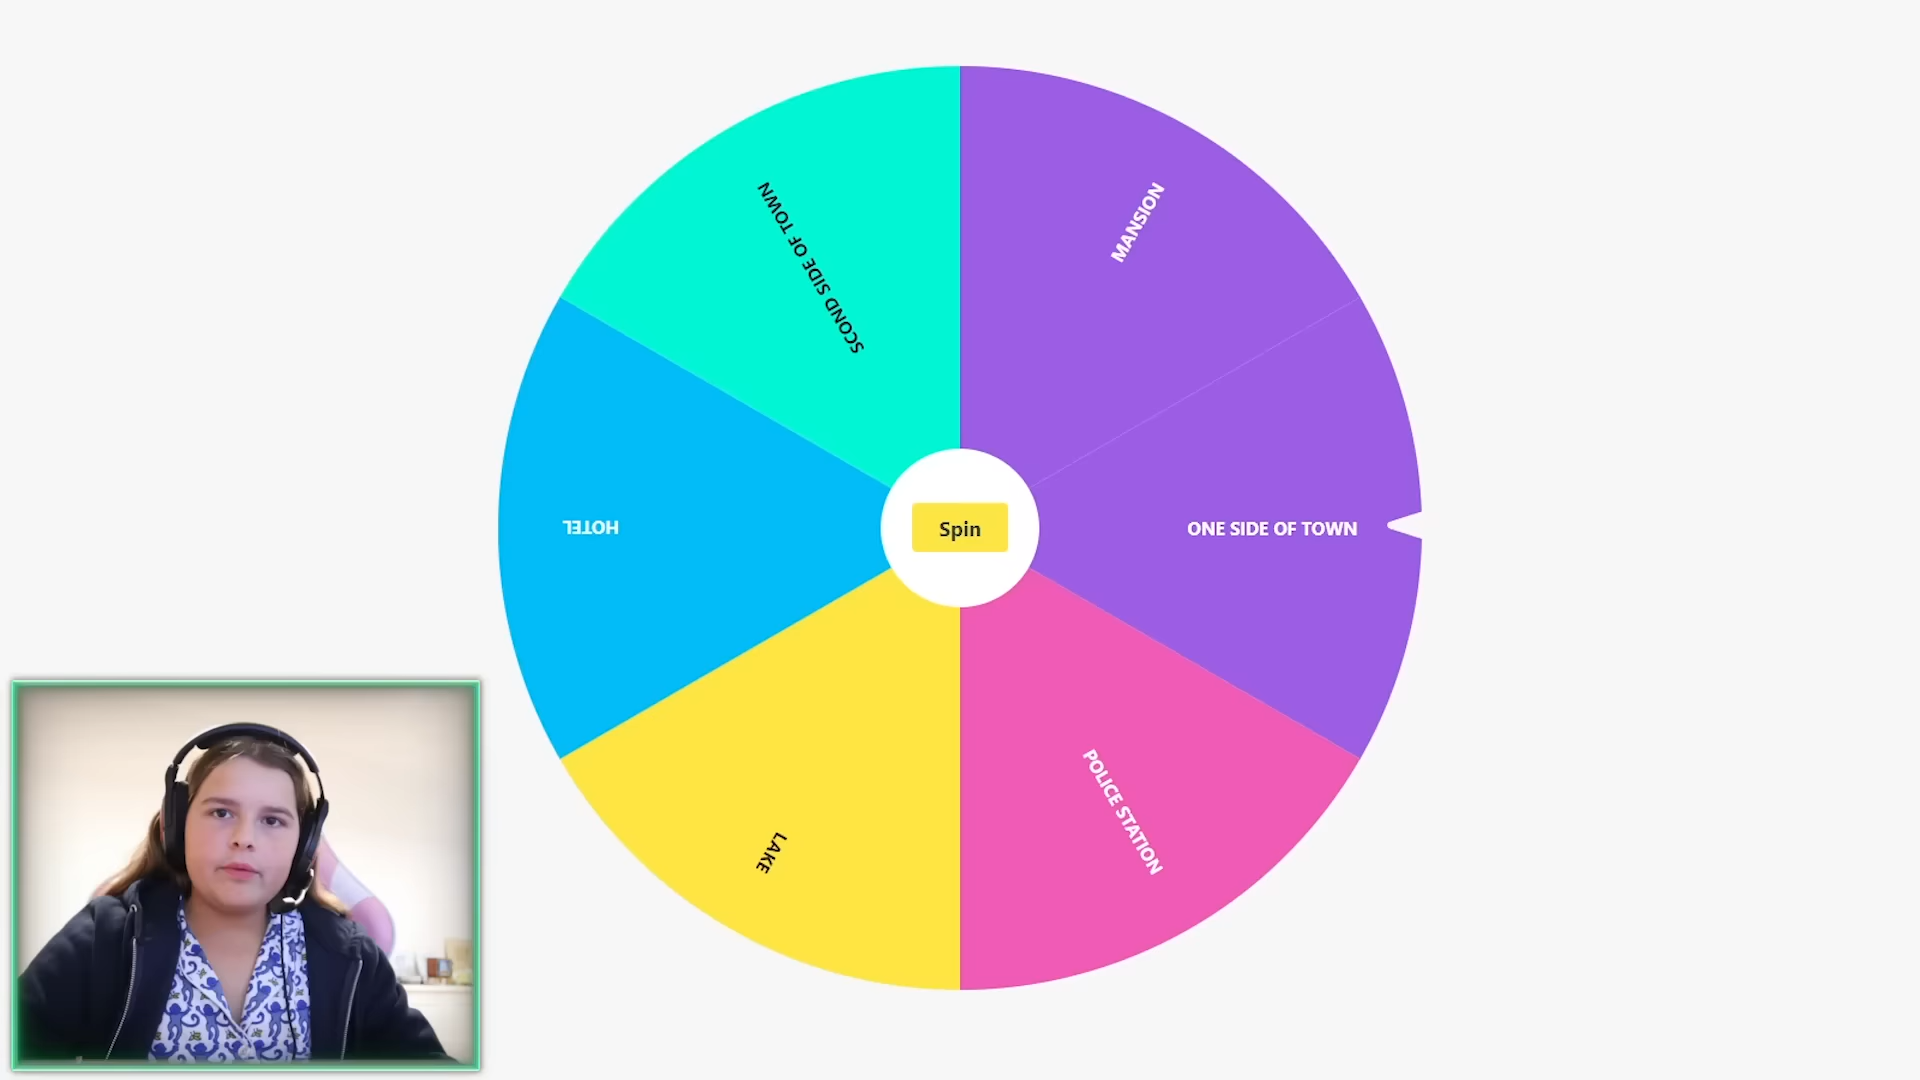 SCOND SIDE OF TOWN
MANSION
HOTEL
Spin
ONE SIDE OF TOWN
LAKE
POLICE STATION